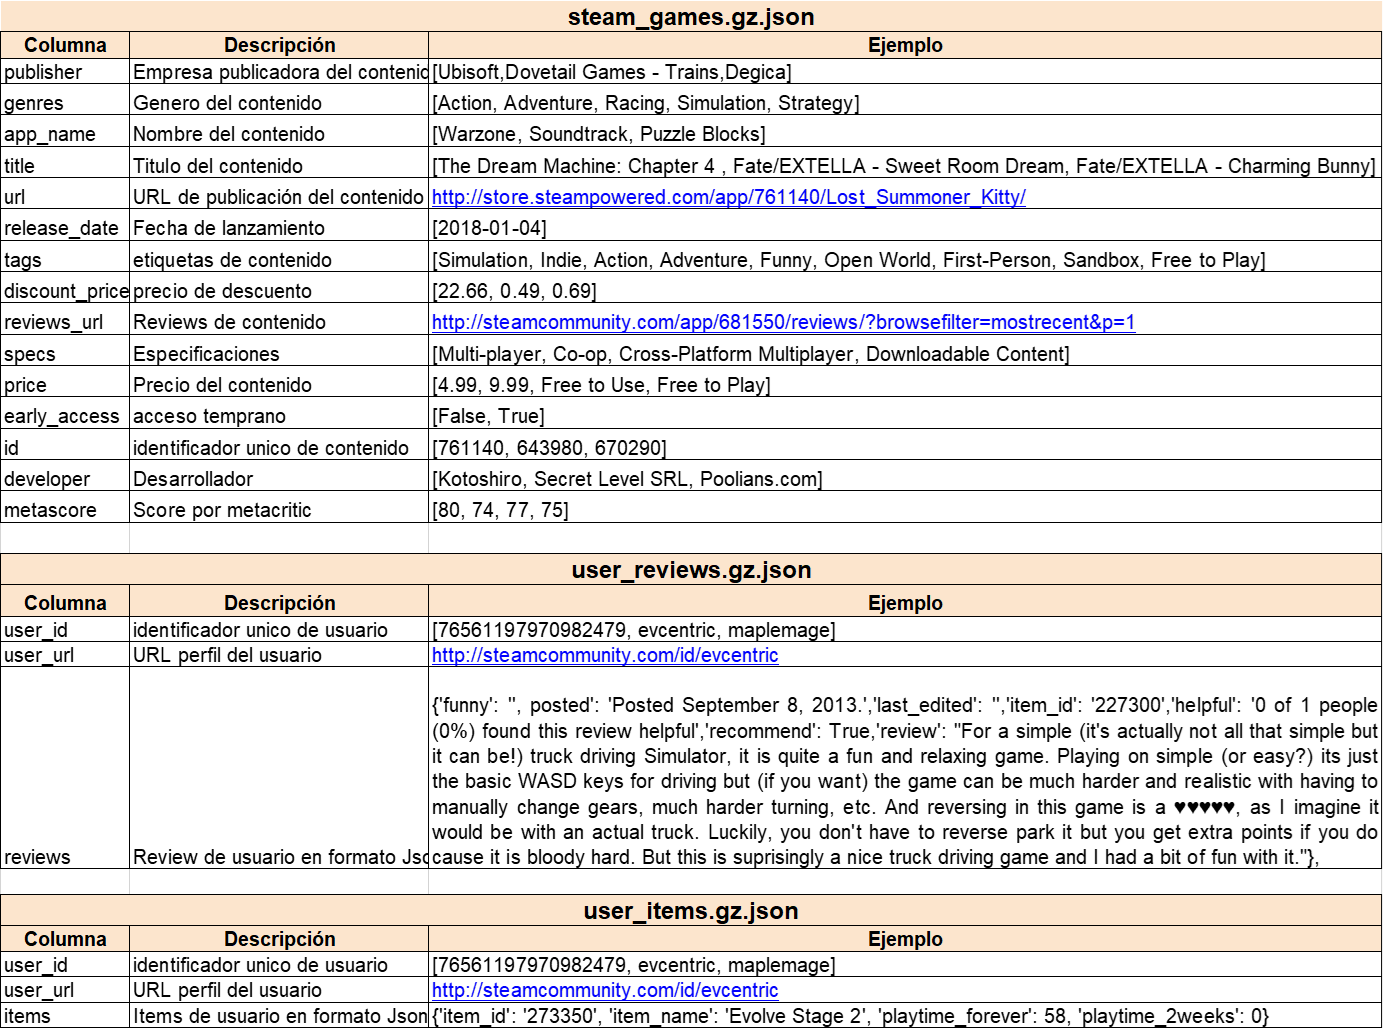 steam_games.gz.json
Columna Descripción Ejemplo
publisher Empresa publicadora del contenid [Ubisoft,Dovetail Games - Trains,Degica]
genres Genero del contenido [Action, Adventure, Racing, Simulation, Strategy]
app_name Nombre del contenido [Warzone, Soundtrack, Puzzle Blocks]
title Titulo del contenido [The Dream Machine: Chapter 4 , Fate/EXTELLA - Sweet Room Dream, Fate/EXTELLA - Charming Bunny]
url URL de publicación del contenido http://store.steampowered.com/app/761140/Lost_Summoner_Kitty/
release_date Fecha de lanzamiento [2018-01-04]
tags etiquetas de contenido [Simulation, Indie, Action, Adventure, Funny, Open World, First-Person, Sandbox, Free to Play]
discount_price precio de descuento [22.66, 0.49, 0.69]
reviews_url Reviews de contenido http://steamcommunity.com/app/681550/reviews/?browsefilter=mostrecent&p=1
specs Especificaciones [Multi-player, Co-op, Cross-Platform Multiplayer, Downloadable Content]
price Precio del contenido [4.99, 9.99, Free to Use, Free to Play]
early_access acceso temprano [False, True]
id identificador unico de contenido [761140, 643980, 670290]
developer Desarrollador [Kotoshiro, Secret Level SRL, Poolians.com]
metascore Score por metacritic [80, 74, 77, 75]
user_reviews.gz.json
Columna Descripción Ejemplo
user_id identificador unico de usuario [76561197970982479, evcentric, maplemage]
user_url URL perfil del usuario http://steamcommunity.com/id/evcentric
{'funny': '', posted': 'Posted September 8, 2013.','last_edited': '','item_id': '227300','helpful': '0 of 1 people
(0%) found this review helpful','recommend': True,'review': "For a simple (it's actually not all that simple but
it can be!) truck driving Simulator, it is quite a fun and relaxing game. Playing on simple (or easy?) its just
the basic WASD keys for driving but (if you want) the game can be much harder and realistic with having to
manually change gears, much harder turning, etc. And reversing in this game is a ♥♥♥♥♥, as I imagine it
would be with an actual truck. Luckily, you don't have to reverse park it but you get extra points if you do
reviews Review de usuario en formato Jso cause it is bloody hard. But this is suprisingly a nice truck driving game and I had a bit of fun with it."},
user_items.gz.json
Columna Descripción Ejemplo
user_id identificador unico de usuario [76561197970982479, evcentric, maplemage]
user_url URL perfil del usuario http://steamcommunity.com/id/evcentric
items Items de usuario en formato Json {'item_id': '273350', 'item_name': 'Evolve Stage 2', 'playtime_forever': 58, 'playtime_2weeks': 0}